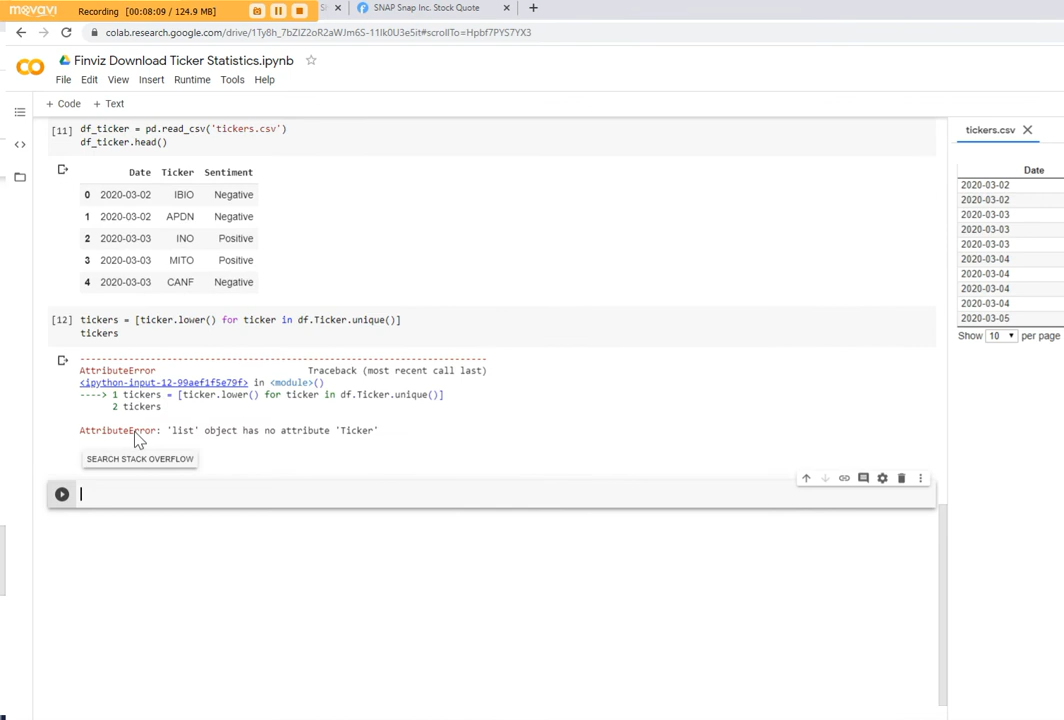 movavi
Recording [00:08:09 / 124.9 MB]
SNAP Snap Inc. Stock Quote
colab.research.google.com/drive/1Ty8h_7bZlZ2oR2aWJm6S-11Ik0U3e5it#scrollTo=Hpbf7PYS7YX3
Finviz Download Ticker Statistics.ipynb
File Edit View Insert Runtime Tools Help
+ Code + Text
[11] df_ticker = pd.read_csv('tickers.csv')
df_ticker.head()
Date Ticker Sentiment
0 2020-03-02 IBIO Negative
1 2020-03-02 APDN Negative
2 2020-03-03 INO Positive
3 2020-03-03 MITO Positive
4 2020-03-03 CANF Negative
[12] tickers = [ticker.lower() for ticker in df.Ticker.unique()]
tickers
---------------------------------------------------------------------------
AttributeError Traceback (most recent call last)
<ipython-input-12-99aef1f5e79f> in <module>()
----> 1 tickers = [ticker.lower() for ticker in df.Ticker.unique()]
2 tickers
AttributeError: 'list' object has no attribute 'Ticker'
SEARCH STACK OVERFLOW
tickers.csv
Date
2020-03-02
2020-03-02
2020-03-03
2020-03-03
2020-03-03
2020-03-04
2020-03-04
2020-03-04
2020-03-04
2020-03-05
Show 10 per page